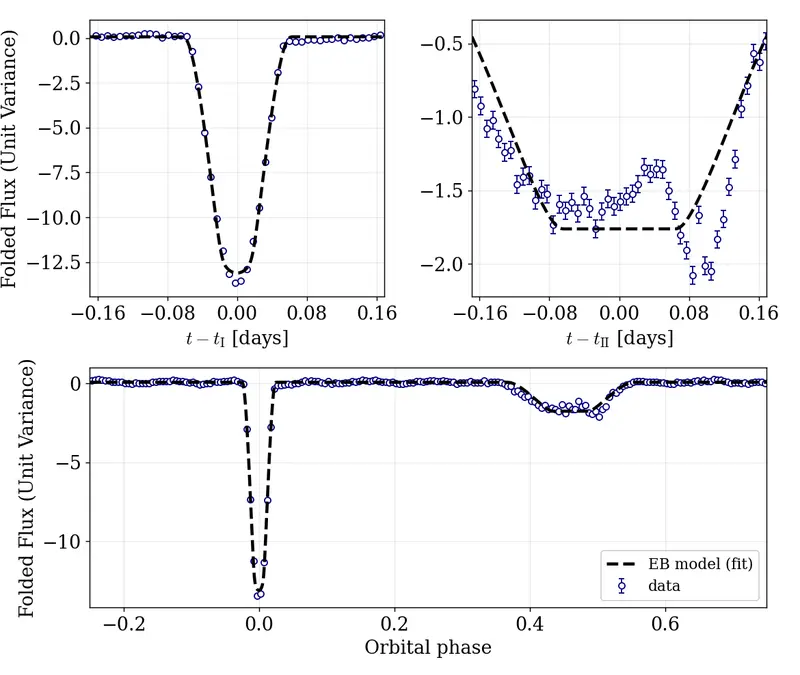 Folded Flux (Unit Variance)
0.0
−2.5
−5.0
−7.5
−10.0
−12.5
−0.16 −0.08 0.00 0.08 0.16
t − t_I [days]
−0.5
−1.0
−1.5
−2.0
−0.16 −0.08 0.00 0.08 0.16
t − t_II [days]
Folded Flux (Unit Variance)
0
−5
−10
EB model (fit)
data
−0.2 0.0 0.2 0.4 0.6
Orbital phase